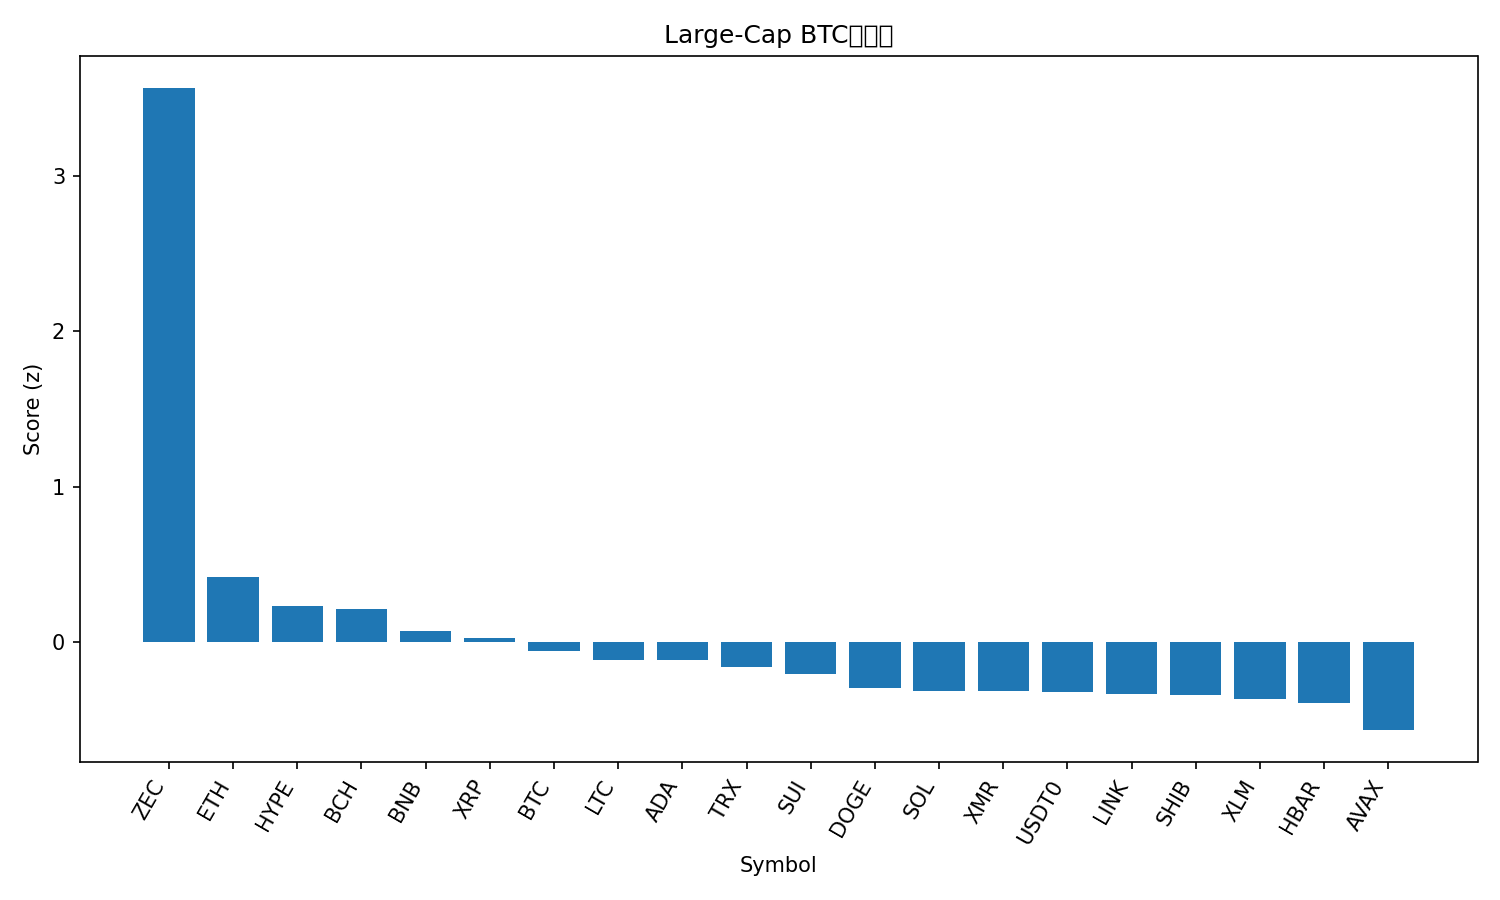 Large-Cap BTC
Score (z)
3
2
1
0
ZEC
ETH
HYPE
BCH
BNB
XRP
BTC
LTC
ADA
TRX
SUI
DOGE
SOL
XMR
USDT0
LINK
SHIB
XLM
HBAR
AVAX
Symbol